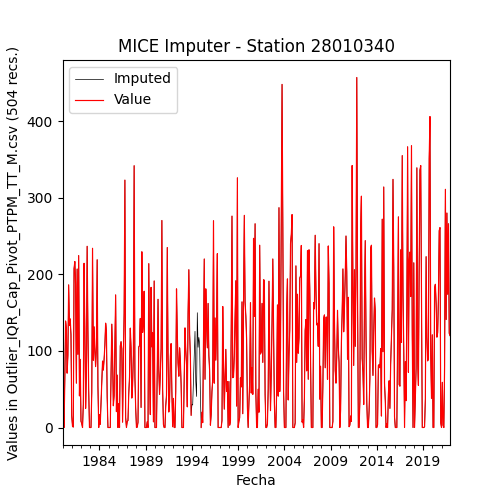 MICE Imputer - Station 28010340
Imputed
Value
Values in Outlier_IQR_Cap_Pivot_PTPM_TT_M.csv (504 recs.)
400
300
200
100
0
1984 1989 1994 1999 2004 2009 2014 2019
Fecha